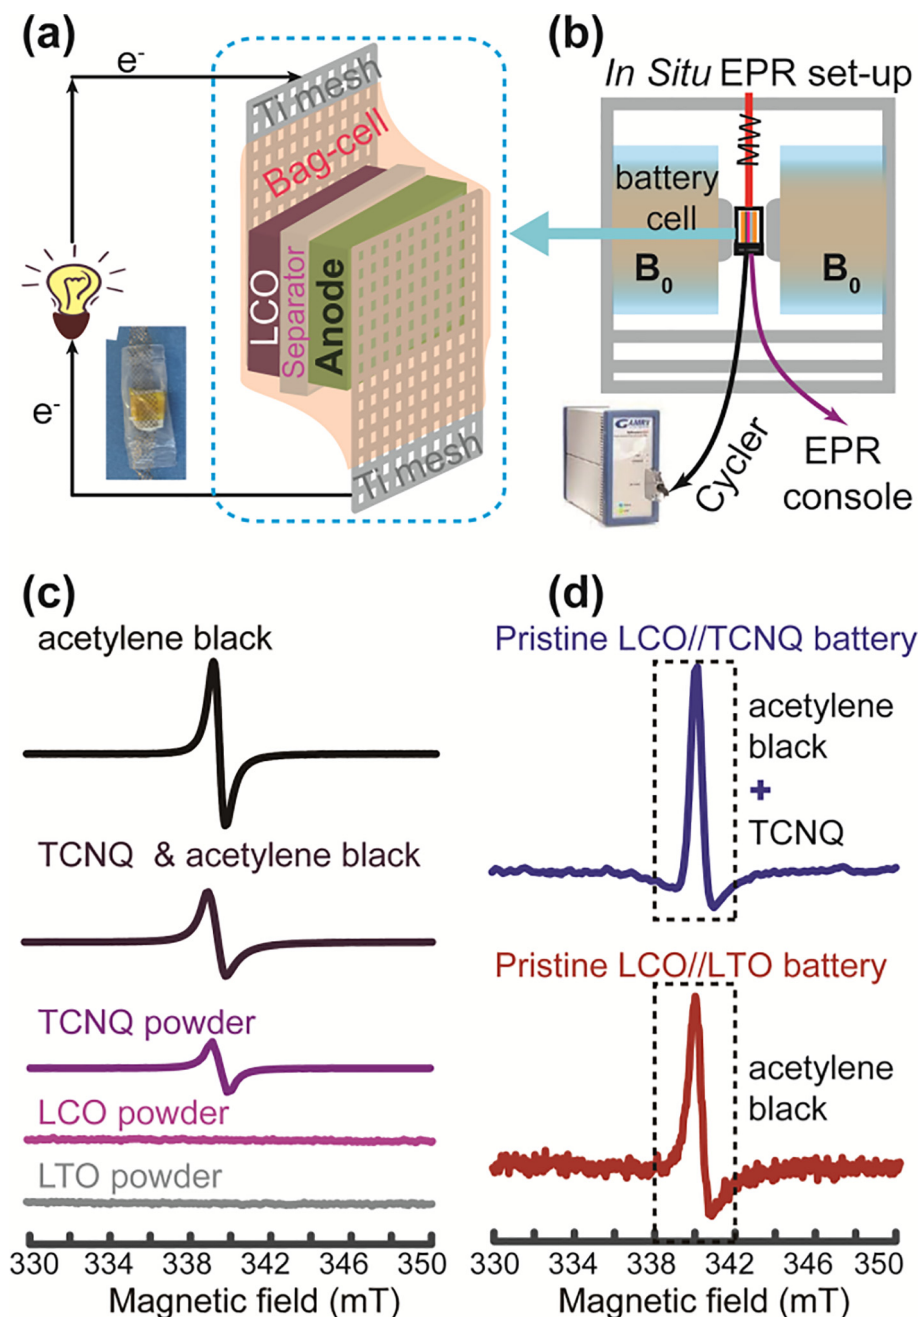 (a)
e-
Ti mesh
Bag-cell
LCO
Separator
Anode
e-
Ti mesh
(b)
In Situ EPR set-up
MW
battery
cell
B0
B0
GAMRY
Cycler
EPR
console
(c)
acetylene black
TCNQ & acetylene black
TCNQ powder
LCO powder
LTO powder
330 334 338 342 346 350
Magnetic field (mT)
(d)
Pristine LCO//TCNQ battery
acetylene
black
+
TCNQ
Pristine LCO//LTO battery
acetylene
black
330 334 338 342 346 350
Magnetic field (mT)